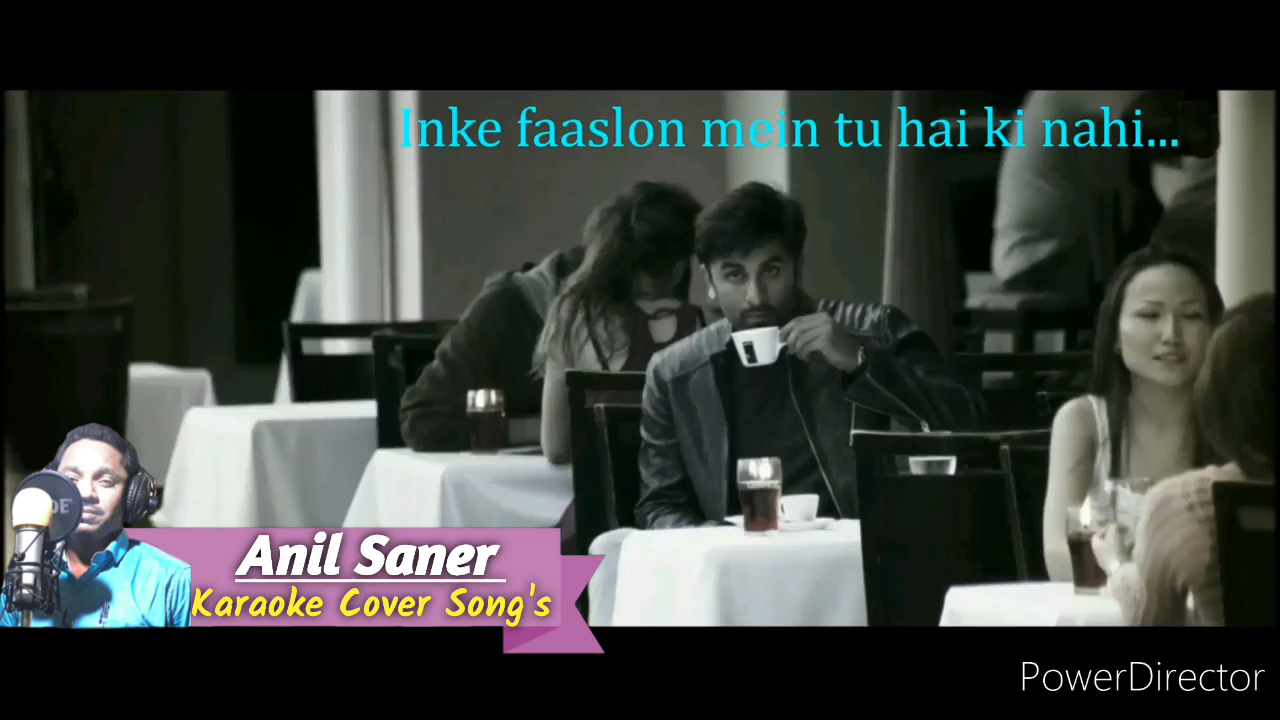 Inke faaslon mein tu hai ki nahi...
Anil Saner
Karaoke Cover Song's
PowerDirector